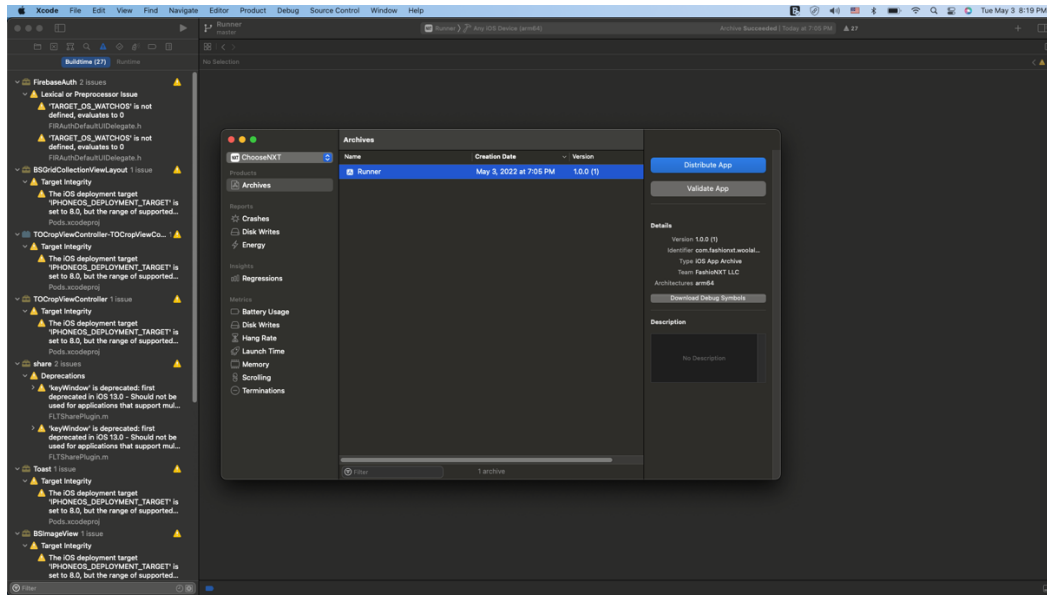 Xcode File Edit View Find Navigate Editor Product Debug Source Control Window Help Tue May 3 8:19 PM
Runner
master
Runner Any iOS Device (arm64)
Archive Succeeded | Today at 7:05 PM 27
Buildtime (27) Runtime
No Selection
FirebaseAuth 2 issues
Lexical or Preprocessor Issue
'TARGET_OS_WATCHOS' is not
defined, evaluates to 0
FIRAuthDefaultUIDelegate.h
'TARGET_OS_WATCHOS' is not
defined, evaluates to 0
FIRAuthDefaultUIDelegate.h
BSGridCollectionViewLayout 1 issue
Target Integrity
The iOS deployment target
'IPHONEOS_DEPLOYMENT_TARGET' is
set to 8.0, but the range of supported...
Pods.xcodeproj
TOCropViewController-TOCropViewCo... 1
Target Integrity
The iOS deployment target
'IPHONEOS_DEPLOYMENT_TARGET' is
set to 8.0, but the range of supported...
Pods.xcodeproj
TOCropViewController 1 issue
Target Integrity
The iOS deployment target
'IPHONEOS_DEPLOYMENT_TARGET' is
set to 8.0, but the range of supported...
Pods.xcodeproj
share 2 issues
Deprecations
'keyWindow' is deprecated: first
deprecated in iOS 13.0 - Should not be
used for applications that support mul...
FLTSharePlugin.m
'keyWindow' is deprecated: first
deprecated in iOS 13.0 - Should not be
used for applications that support mul...
FLTSharePlugin.m
Toast 1 issue
Target Integrity
The iOS deployment target
'IPHONEOS_DEPLOYMENT_TARGET' is
set to 8.0, but the range of supported...
Pods.xcodeproj
BSImageView 1 issue
Target Integrity
The iOS deployment target
'IPHONEOS_DEPLOYMENT_TARGET' is
set to 8.0, but the range of supported...
Filter
ChooseNXT
Products
Archives
Reports
Crashes
Disk Writes
Energy
Insights
Regressions
Metrics
Battery Usage
Disk Writes
Hang Rate
Launch Time
Memory
Scrolling
Terminations
Archives
Name Creation Date Version
Runner May 3, 2022 at 7:05 PM 1.0.0 (1)
Filter 1 archive
Distribute App
Validate App
Details
Version 1.0.0 (1)
Identifier com.fashionxt.woolal...
Type iOS App Archive
Team FashioNXT LLC
Architectures arm64
Download Debug Symbols
Description
No Description